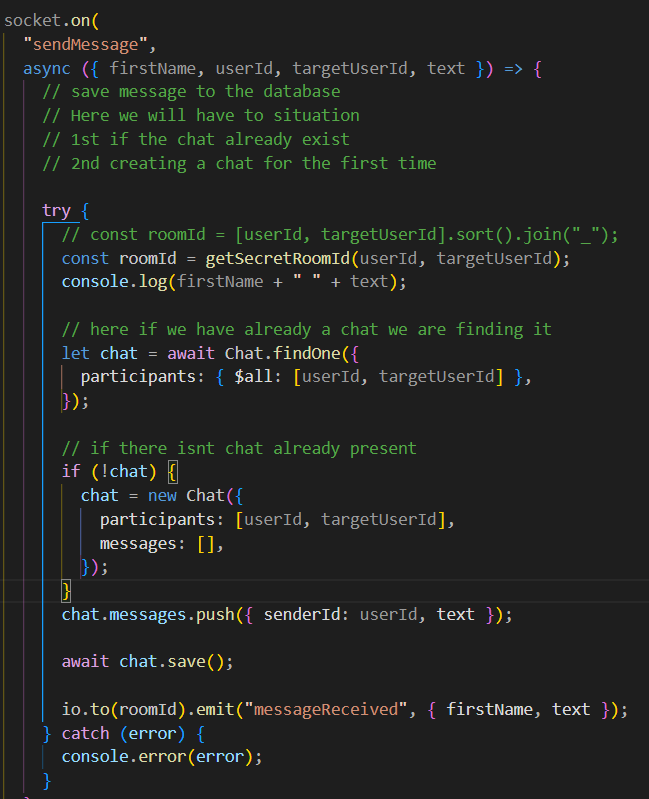 socket.on(
"sendMessage",
async ({ firstName, userId, targetUserId, text }) => {
// save message to the database
// Here we will have to situation
// 1st if the chat already exist
// 2nd creating a chat for the first time
try {
// const roomId = [userId, targetUserId].sort().join("_");
const roomId = getSecretRoomId(userId, targetUserId);
console.log(firstName + " " + text);
// here if we have already a chat we are finding it
let chat = await Chat.findOne({
participants: { $all: [userId, targetUserId] },
});
// if there isnt chat already present
if (!chat) {
chat = new Chat({
participants: [userId, targetUserId],
messages: [],
});
}
chat.messages.push({ senderId: userId, text });
await chat.save();
io.to(roomId).emit("messageReceived", { firstName, text });
} catch (error) {
console.error(error);
}